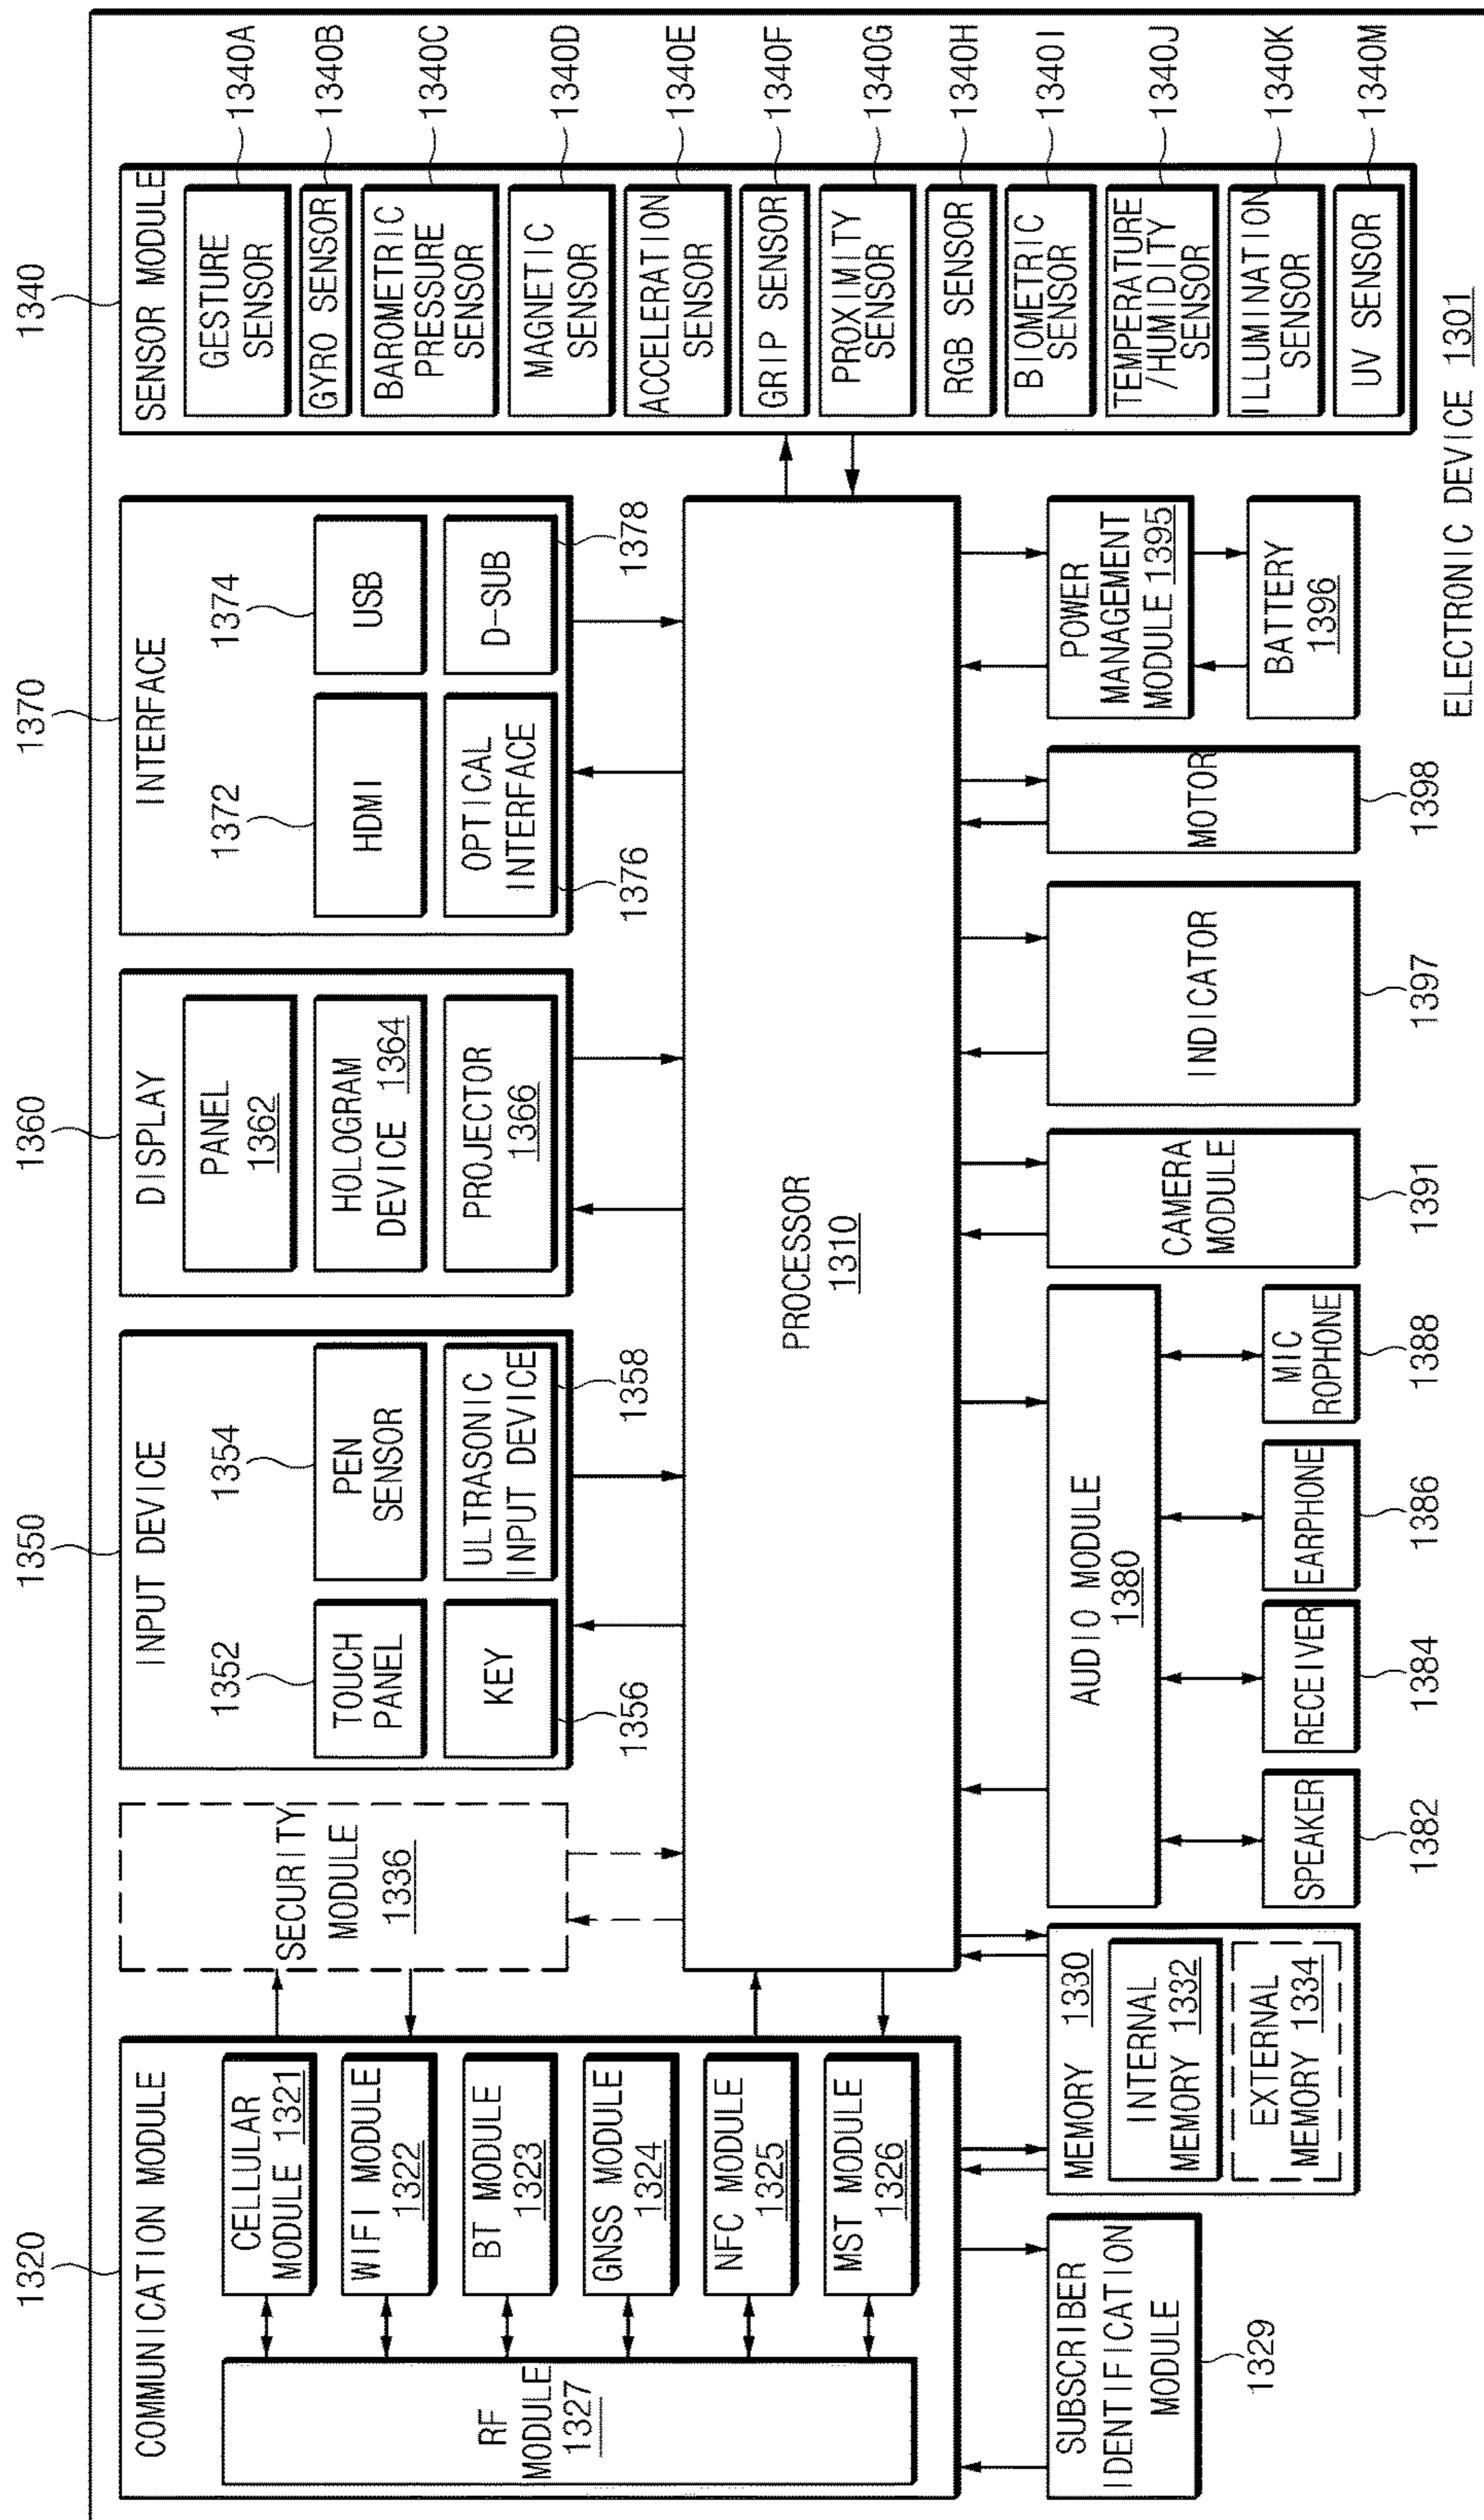 COMMUNICATION MODULE
1320
RF
MODULE
1327
CELLULAR
MODULE 1321
WIFI MODULE
1322
BT MODULE
1323
GNSS MODULE
1324
NFC MODULE
1325
MST MODULE
1326
SUBSCRIBER
IDENTIFICATION
MODULE
1329
SECURITY
MODULE
1336
1350
INPUT DEVICE
1352
1354
TOUCH
PANEL
PEN
SENSOR
KEY
ULTRASONIC
INPUT DEVICE
1356
1358
1360
DISPLAY
PANEL
1362
HOLOGRAM
DEVICE 1364
PROJECTOR
1366
1370
INTERFACE
1372
1374
HDMI
USB
OPTICAL
INTERFACE
D-SUB
1376
1378
1340
SENSOR MODULE
GESTURE
SENSOR
1340A
GYRO SENSOR
1340B
BAROMETRIC
PRESSURE
SENSOR
1340C
MAGNETIC
SENSOR
1340D
ACCELERATION
SENSOR
1340E
GRIP SENSOR
1340F
PROXIMITY
SENSOR
1340G
RGB SENSOR
1340H
BIOMETRIC
SENSOR
1340I
TEMPERATURE
/HUMIDITY
SENSOR
1340J
ILLUMINATION
SENSOR
1340K
UV SENSOR
1340M
PROCESSOR
1310
MEMORY 1330
INTERNAL
MEMORY 1332
EXTERNAL
MEMORY 1334
AUDIO MODULE
1380
SPEAKER
1382
RECEIVER
1384
EARPHONE
1386
MIC
ROPHONE
1388
CAMERA
MODULE
1391
INDICATOR
1397
MOTOR
1398
POWER
MANAGEMENT
MODULE 1395
BATTERY
1396
ELECTRONIC DEVICE 1301